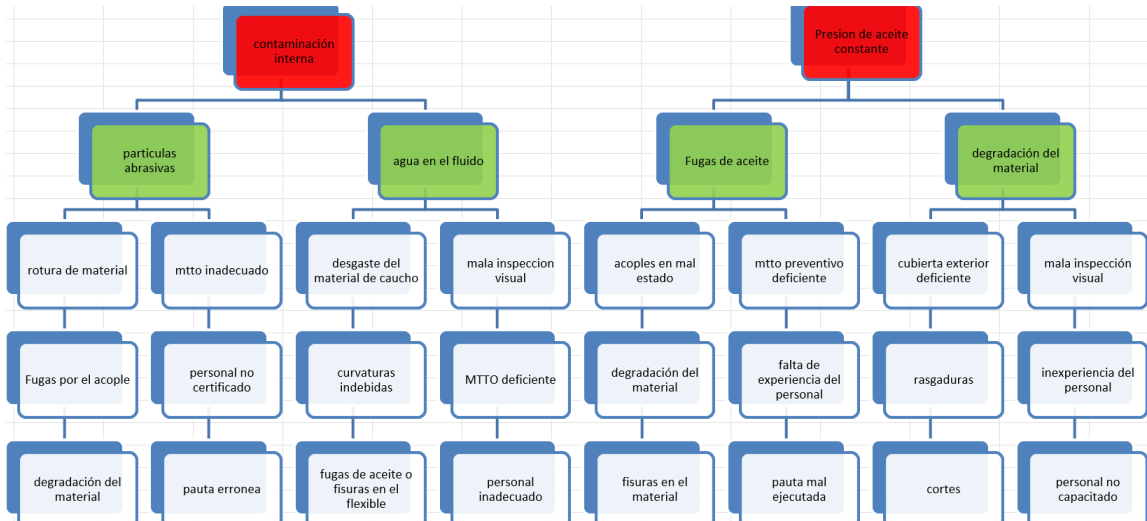 contaminación
interna
Presion de aceite
constante
particulas
abrasivas
agua en el fluido
Fugas de aceite
degradación del
material
rotura de material
mtto inadecuado
desgaste del
material de caucho
mala inspeccion
visual
acoples en mal
estado
mtto preventivo
deficiente
cubierta exterior
deficiente
mala inspección
visual
Fugas por el acople
personal no
certificado
curvaturas
indebidas
MTTO deficiente
degradación del
material
falta de
experiencia del
personal
rasgaduras
inexperiencia del
personal
degradación del
material
pauta erronea
fugas de aceite o
fisuras en el
flexible
personal
inadecuado
fisuras en el
material
pauta mal
ejecutada
cortes
personal no
capacitado